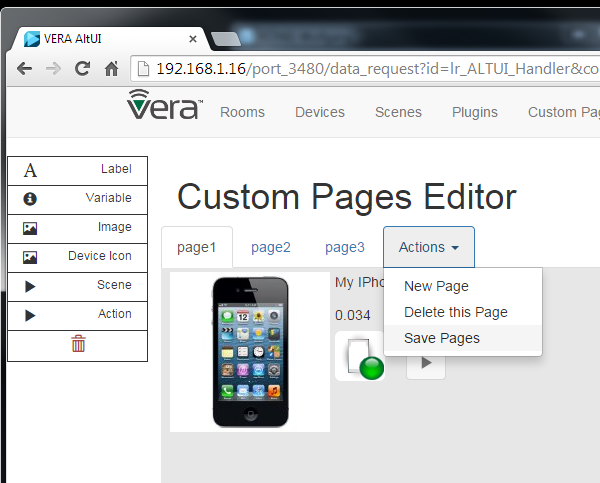 VERA AltUI
192.168.1.16/port_3480/data_request?id=lr_ALTUI_Handler&co
vera™ Rooms Devices Scenes Plugins Custom Pag
A Label
Variable
Image
Device Icon
Scene
Action
Custom Pages Editor
page1 page2 page3 Actions
My IPho
New Page
0.034
Delete this Page
Save Pages